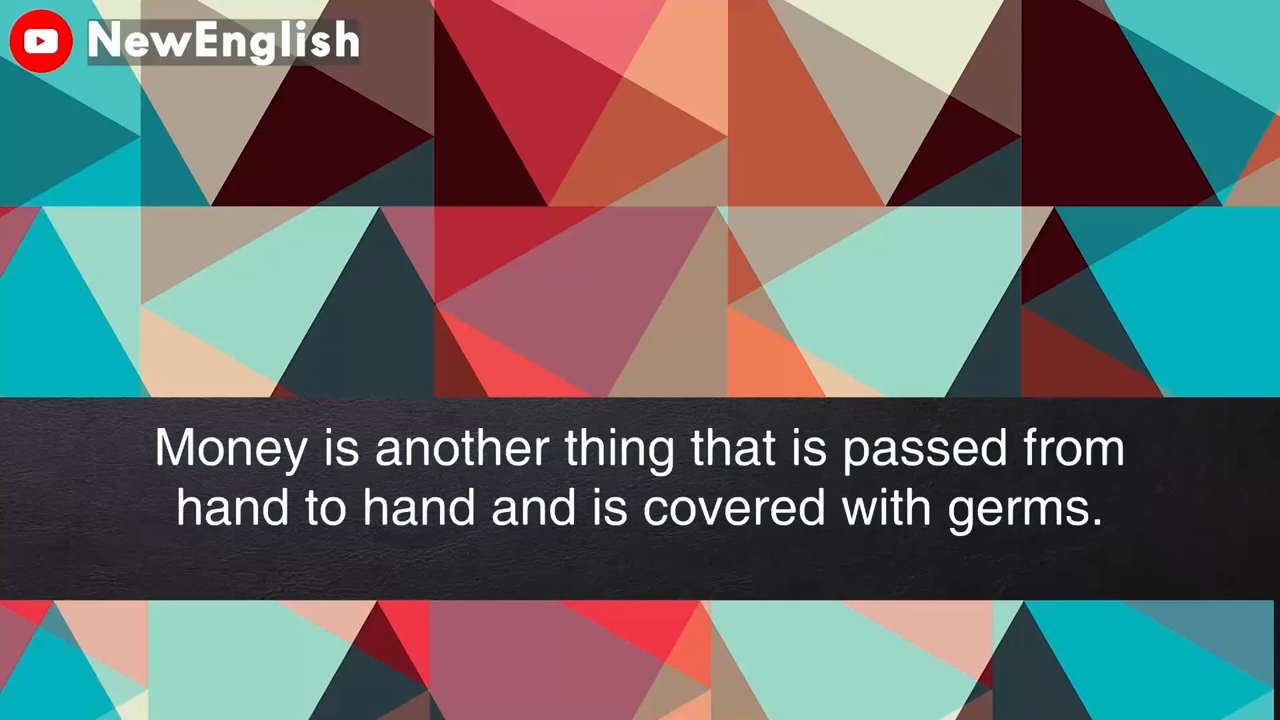 NewEnglish
Money is another thing that is passed from
hand to hand and is covered with germs.